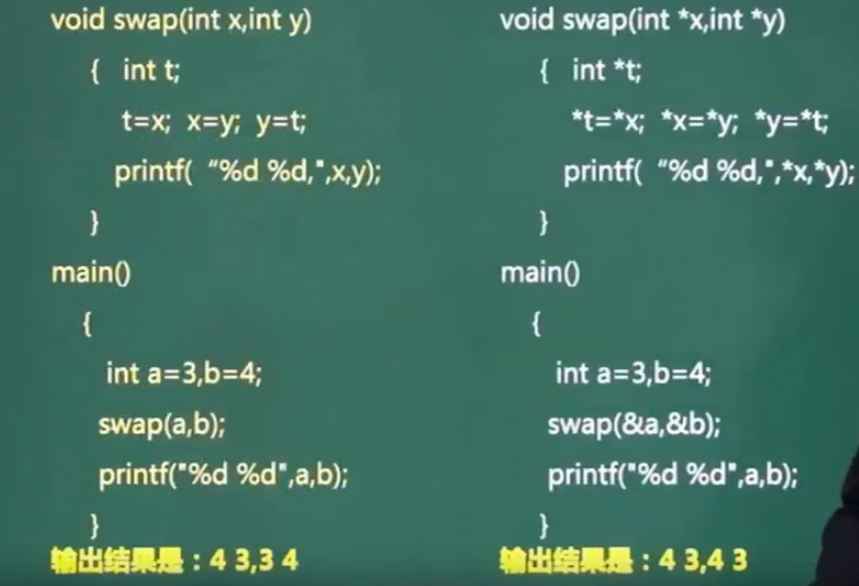 void swap(int x,int y)
{ int t;
t=x; x=y; y=t;
printf( “%d %d,",x,y);
}
main()
{
int a=3,b=4;
swap(a,b);
printf("%d %d",a,b);
}
输出结果是：4 3,3 4
void swap(int *x,int *y)
{ int *t;
*t=*x; *x=*y; *y=*t;
printf( “%d %d,",*x,*y);
}
main()
{
int a=3,b=4;
swap(&a,&b);
printf("%d %d",a,b);
}
输出结果是：4 3,4 3